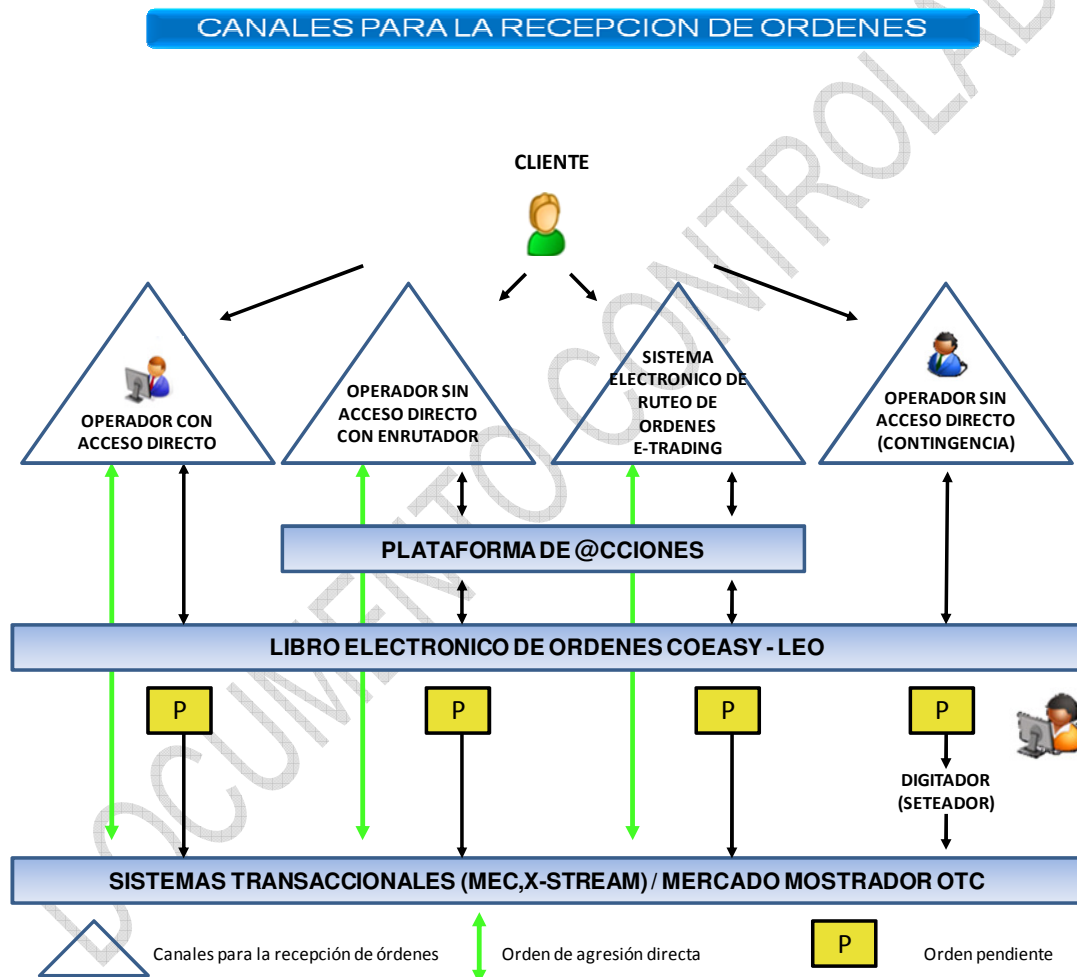 CANALES PARA LA RECEPCION DE ORDENES
CLIENTE
OPERADOR CON
ACCESO DIRECTO
OPERADOR SIN
ACCESO DIRECTO
CON ENRUTADOR
SISTEMA
ELECTRONICO DE
RUTEO DE
ORDENES
E-TRADING
OPERADOR SIN
ACCESO DIRECTO
(CONTINGENCIA)
PLATAFORMA DE @CCIONES
LIBRO ELECTRONICO DE ORDENES COEASY - LEO
P
P
P
P
DIGITADOR
(SETEADOR)
SISTEMAS TRANSACCIONALES (MEC,X-STREAM) / MERCADO MOSTRADOR OTC
Canales para la recepción de órdenes
Orden de agresión directa
P
Orden pendiente
DOCUMENTO CONTROLAD